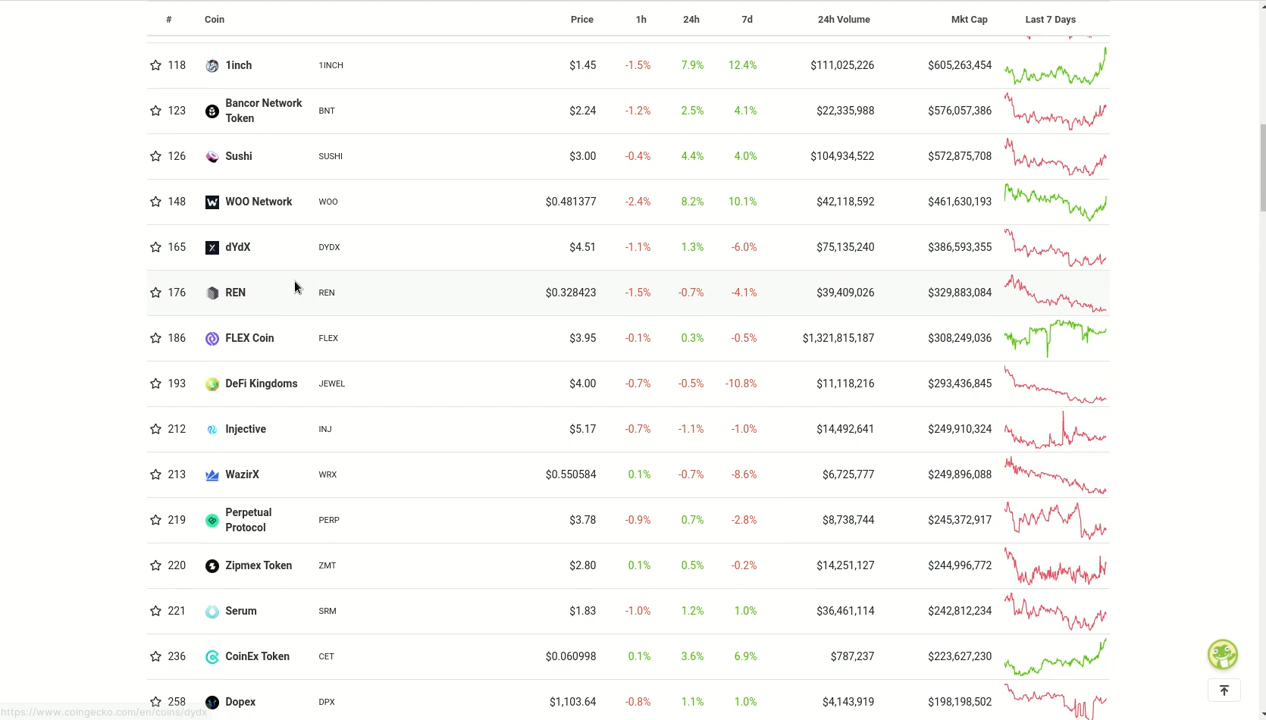 # Coin Price 1h 24h 7d 24h Volume Mkt Cap Last 7 Days
118 1inch 1INCH $1.45 -1.5% 7.9% 12.4% $111,025,226 $605,263,454
123 Bancor Network Token BNT $2.24 -1.2% 2.5% 4.1% $22,335,988 $576,057,386
126 Sushi SUSHI $3.00 -0.4% 4.4% 4.0% $104,934,522 $572,875,708
148 WOO Network WOO $0.481377 -2.4% 8.2% 10.1% $42,118,592 $461,630,193
165 dYdX DYDX $4.51 -1.1% 1.3% -6.0% $75,135,240 $386,593,355
176 REN REN $0.328423 -1.5% -0.7% -4.1% $39,409,026 $329,883,084
186 FLEX Coin FLEX $3.95 -0.1% 0.3% -0.5% $1,321,815,187 $308,249,036
193 DeFi Kingdoms JEWEL $4.00 -0.7% -0.5% -10.8% $11,118,216 $293,436,845
212 Injective INJ $5.17 -0.7% -1.1% -1.0% $14,492,641 $249,910,324
213 WazirX WRX $0.550584 0.1% -0.7% -8.6% $6,725,777 $249,896,088
219 Perpetual Protocol PERP $3.78 -0.9% 0.7% -2.8% $8,738,744 $245,372,917
220 Zipmex Token ZMT $2.80 0.1% 0.5% -0.2% $14,251,127 $244,996,772
221 Serum SRM $1.83 -1.0% 1.2% 1.0% $36,461,114 $242,812,234
236 CoinEx Token CET $0.060998 0.1% 3.6% 6.9% $787,237 $223,627,230
258 Dopex DPX $1,103.64 -0.8% 1.1% 1.0% $4,143,919 $198,198,502
https://www.coingecko.com/en/coins/dydx